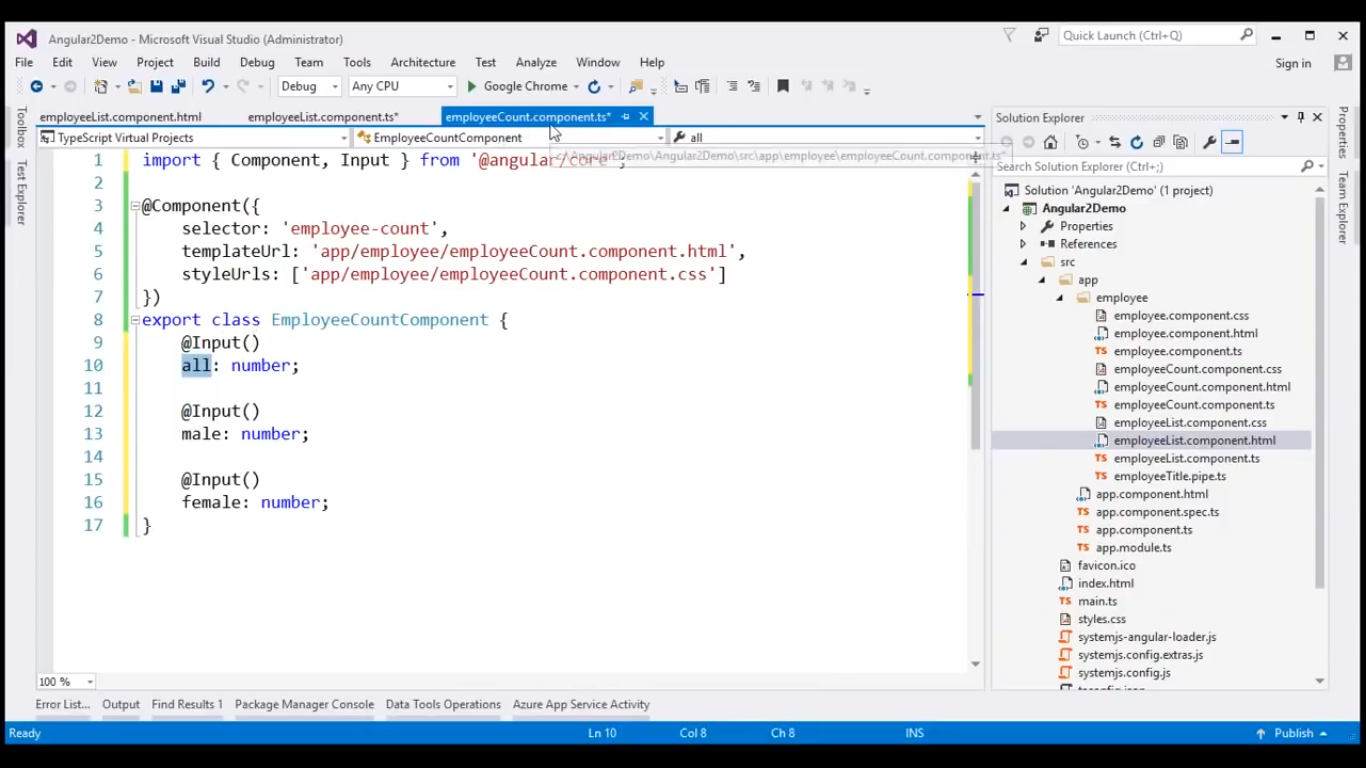 Angular2Demo - Microsoft Visual Studio (Administrator)
Quick Launch (Ctrl+Q)
File Edit View Project Build Debug Team Tools Architecture Test Analyze Window Help
Sign in
Debug Any CPU Google Chrome
employeeList.component.html employeeList.component.ts* employeeCount.component.ts*
TypeScript Virtual Projects EmployeeCountComponent all
Toolbox
Test Explorer
1 import { Component, Input } from '@angular/core';
c:\Angular2Demo\Angular2Demo\src\app\employee\employeeCount.component.ts*
2
3 @Component({
4 selector: 'employee-count',
5 templateUrl: 'app/employee/employeeCount.component.html',
6 styleUrls: ['app/employee/employeeCount.component.css']
7 })
8 export class EmployeeCountComponent {
9 @Input()
10 all: number;
11
12 @Input()
13 male: number;
14
15 @Input()
16 female: number;
17 }
100 %
Solution Explorer
Search Solution Explorer (Ctrl+;)
Solution 'Angular2Demo' (1 project)
Angular2Demo
Properties
References
src
app
employee
employee.component.css
employee.component.html
TS employee.component.ts
employeeCount.component.css
employeeCount.component.html
TS employeeCount.component.ts
employeeList.component.css
employeeList.component.html
TS employeeList.component.ts
TS employeeTitle.pipe.ts
app.component.html
TS app.component.spec.ts
TS app.component.ts
TS app.module.ts
favicon.ico
index.html
TS main.ts
styles.css
systemjs-angular-loader.js
systemjs.config.extras.js
systemjs.config.js
Properties
Team Explorer
Error List... Output Find Results 1 Package Manager Console Data Tools Operations Azure App Service Activity
Ready Ln 10 Col 8 Ch 8 INS Publish